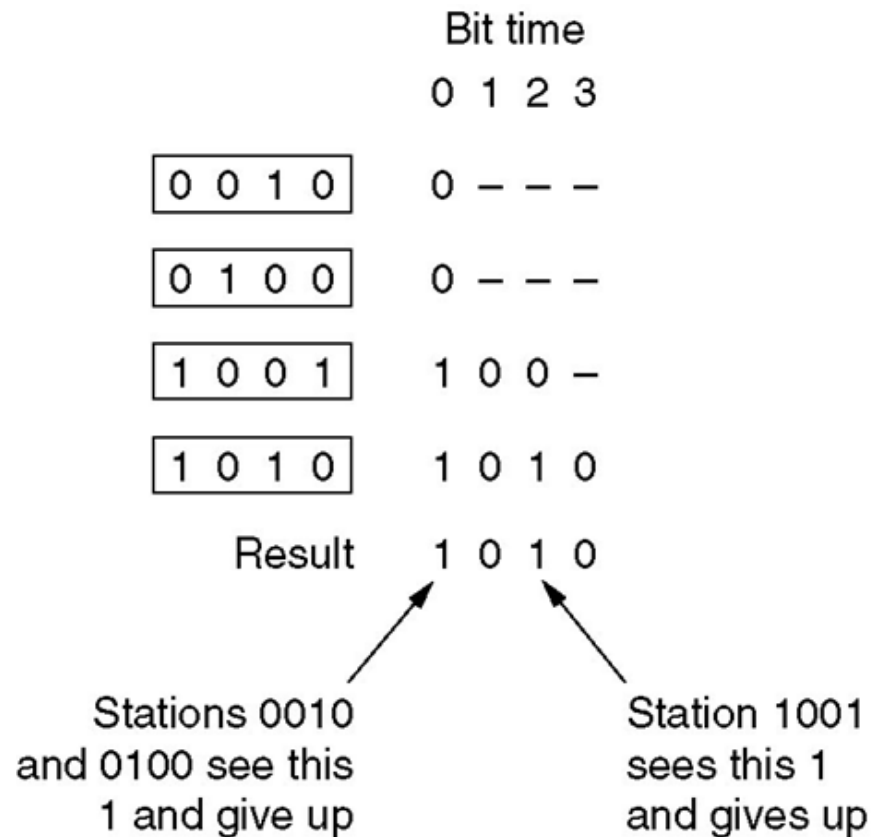 Bit time
0 1 2 3
0 0 1 0 0 – – –
0 1 0 0 0 – – –
1 0 0 1 1 0 0 –
1 0 1 0 1 0 1 0
Result 1 0 1 0
Stations 0010
and 0100 see this
1 and give up
Station 1001
sees this 1
and gives up